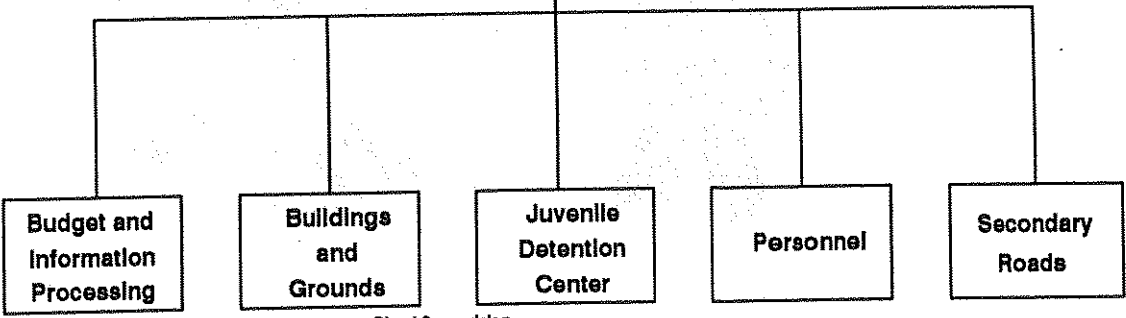 Budget and
Information
Processing
Buildings
and
Grounds
Juvenile
Detention
Center
Personnel
Secondary
Roads